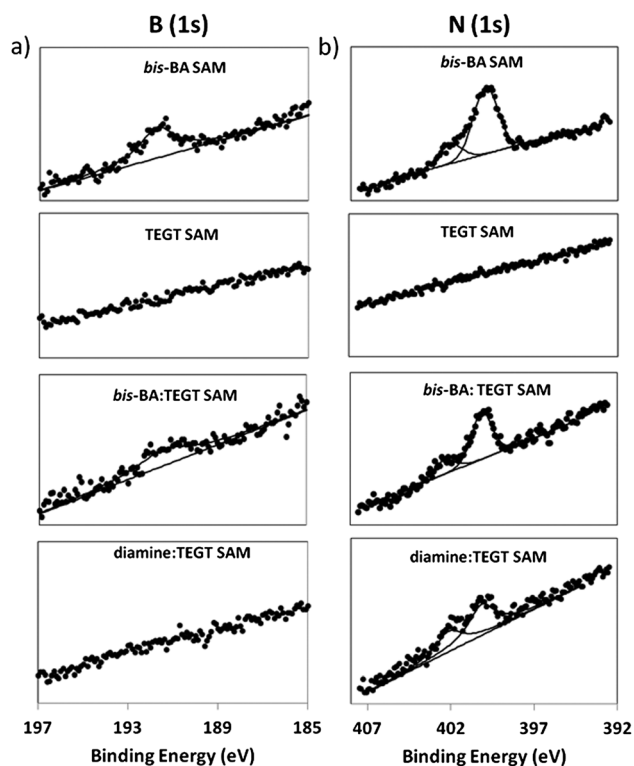 B (1s)
N (1s)
a)
b)
bis-BA SAM
bis-BA SAM
TEGT SAM
TEGT SAM
bis-BA:TEGT SAM
bis-BA: TEGT SAM
diamine:TEGT SAM
diamine:TEGT SAM
197 193 189 185
407 402 397 392
Binding Energy (eV)
Binding Energy (eV)